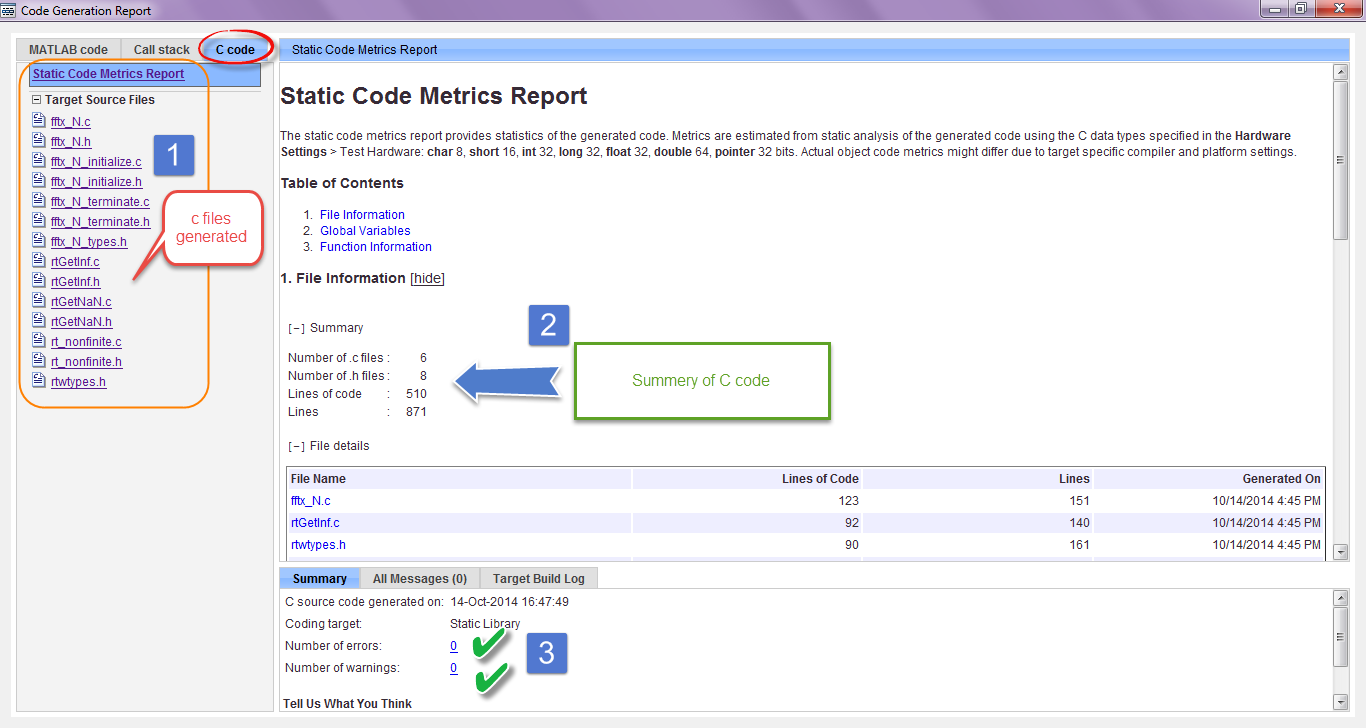 Code Generation Report
MATLAB code Call stack C code
Static Code Metrics Report
Target Source Files
fftx_N.c
fftx_N.h
fftx_N_initialize.c
fftx_N_initialize.h
fftx_N_terminate.c
fftx_N_terminate.h
fftx_N_types.h
rtGetInf.c
rtGetInf.h
rtGetNaN.c
rtGetNaN.h
rt_nonfinite.c
rt_nonfinite.h
rtwtypes.h
1
c files
generated
Static Code Metrics Report
Static Code Metrics Report
The static code metrics report provides statistics of the generated code. Metrics are estimated from static analysis of the generated code using the C data types specified in the Hardware
Settings > Test Hardware: char 8, short 16, int 32, long 32, float 32, double 64, pointer 32 bits. Actual object code metrics might differ due to target specific compiler and platform settings.
Table of Contents
1. File Information
2. Global Variables
3. Function Information
1. File Information [hide]
[-] Summary
Number of .c files : 6
Number of .h files : 8
Lines of code : 510
Lines : 871
2
Summery of C code
[-] File details
File Name Lines of Code Lines Generated On
fftx_N.c 123 151 10/14/2014 4:45 PM
rtGetInf.c 92 140 10/14/2014 4:45 PM
rtwtypes.h 90 161 10/14/2014 4:45 PM
Summary All Messages (0) Target Build Log
C source code generated on: 14-Oct-2014 16:47:49
Coding target: Static Library
Number of errors: 0
Number of warnings: 0
3
Tell Us What You Think